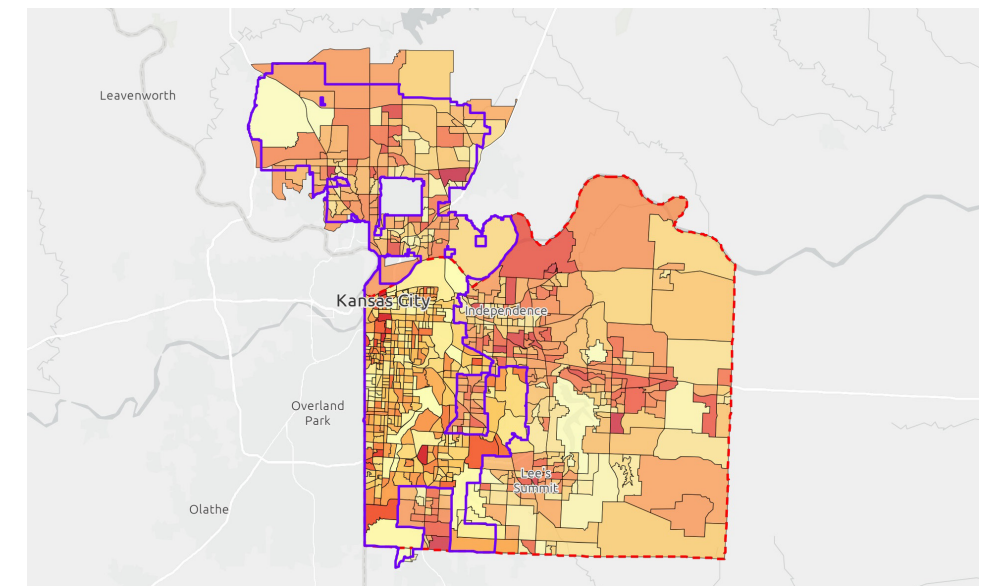 Leavenworth
Kansas City
Independence
Overland
Park
Lee's
Summit
Olathe